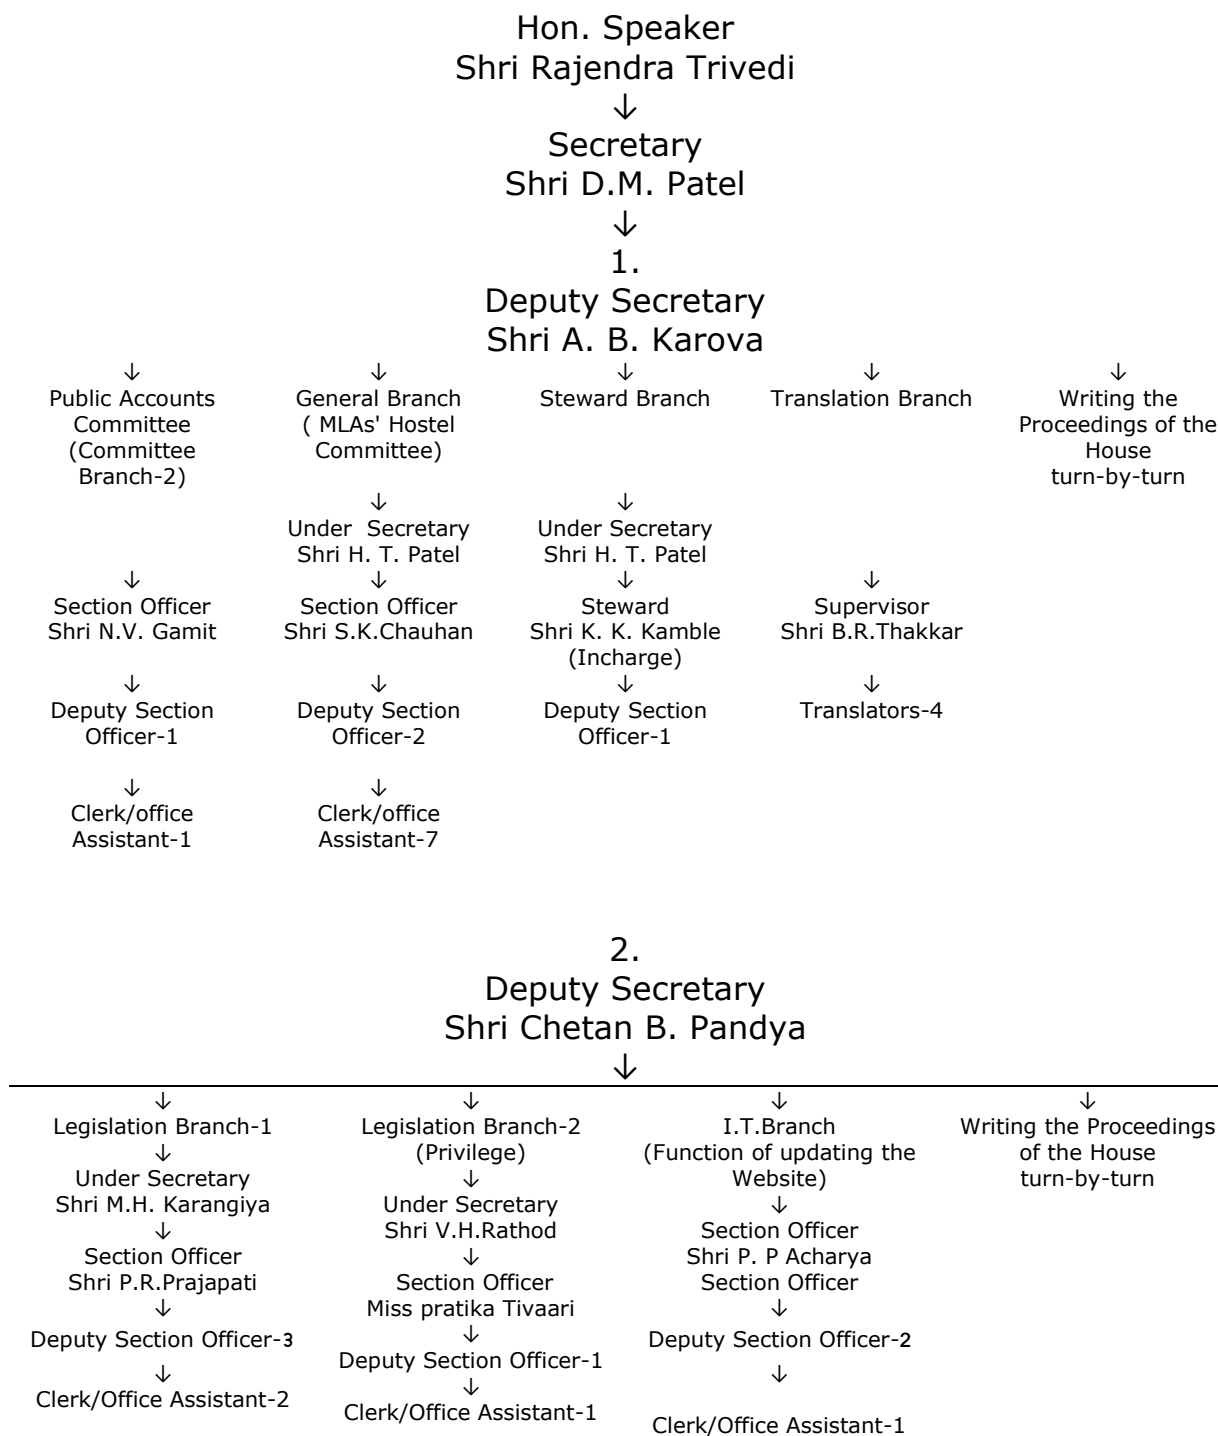 Hon. Speaker
Shri Rajendra Trivedi
↓
Secretary
Shri D.M. Patel
↓
1.
Deputy Secretary
Shri A. B. Karova
↓
Public Accounts
Committee
(Committee
Branch-2)
↓
Section Officer
Shri N.V. Gamit
↓
Deputy Section
Officer-1
↓
Clerk/office
Assistant-1
↓
General Branch
( MLAs' Hostel
Committee)
↓
Under Secretary
Shri H. T. Patel
↓
Section Officer
Shri S.K.Chauhan
↓
Deputy Section
Officer-2
↓
Clerk/office
Assistant-7
↓
Steward Branch
↓
Under Secretary
Shri H. T. Patel
↓
Steward
Shri K. K. Kamble
(Incharge)
↓
Deputy Section
Officer-1
↓
Translation Branch
↓
Supervisor
Shri B.R.Thakkar
↓
Translators-4
↓
Writing the
Proceedings of the
House
turn-by-turn
2.
Deputy Secretary
Shri Chetan B. Pandya
↓
↓
Legislation Branch-1
↓
Under Secretary
Shri M.H. Karangiya
↓
Section Officer
Shri P.R.Prajapati
↓
Deputy Section Officer-3
↓
Clerk/Office Assistant-2
↓
Legislation Branch-2
(Privilege)
↓
Under Secretary
Shri V.H.Rathod
↓
Section Officer
Miss pratika Tivaari
↓
Deputy Section Officer-1
↓
Clerk/Office Assistant-1
↓
I.T.Branch
(Function of updating the
Website)
↓
Section Officer
Shri P. P Acharya
Section Officer
↓
Deputy Section Officer-2
↓
Clerk/Office Assistant-1
↓
Writing the Proceedings
of the House
turn-by-turn